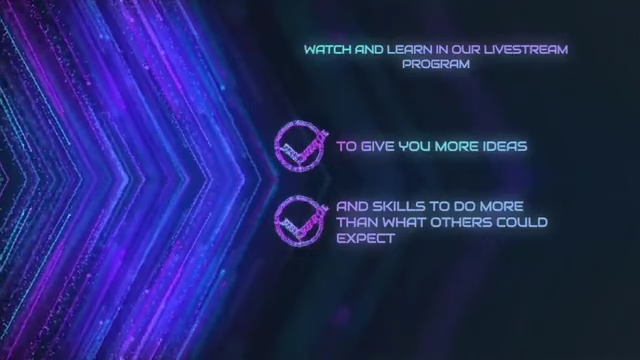 WATCH AND LEARN IN OUR LIVESTREAM
PROGRAM
TO GIVE YOU MORE IDEAS
AND SKILLS TO DO MORE
THAN WHAT OTHERS COULD
EXPECT